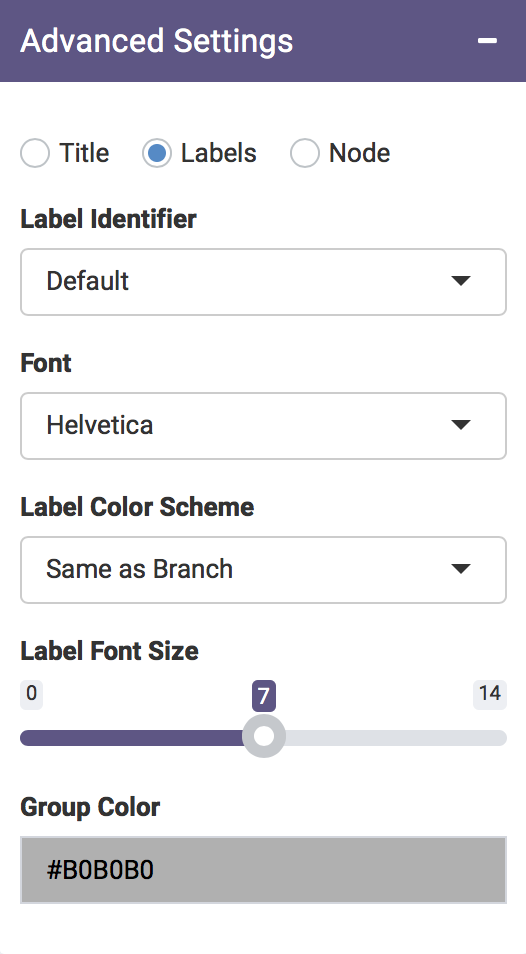 Advanced Settings
Title Labels Node
Label Identifier
Default
Font
Helvetica
Label Color Scheme
Same as Branch
Label Font Size
0 7 14
Group Color
#B0B0B0